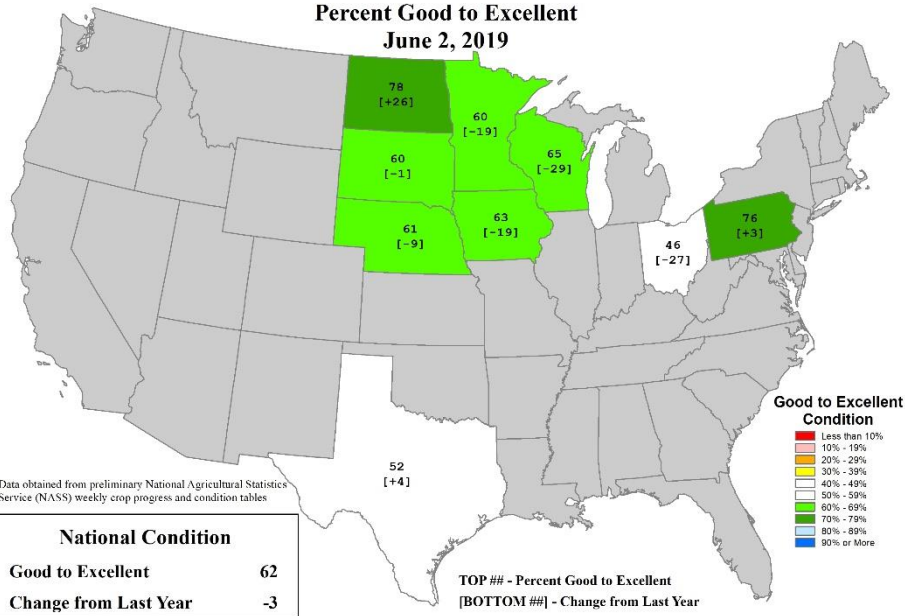 Percent Good to Excellent
June 2, 2019
78
[+26]
60
[-19]
65
[-29]
60
[-1]
61
[-9]
63
[-19]
46
[-27]
76
[+3]
52
[+4]
Good to Excellent
Condition
Less than 10%
10% - 19%
20% - 29%
30% - 39%
40% - 49%
50% - 59%
60% - 69%
70% - 79%
80% - 89%
90% or More
Data obtained from preliminary National Agricultural Statistics
Service (NASS) weekly crop progress and condition tables
National Condition
Good to Excellent 62
Change from Last Year -3
TOP ## - Percent Good to Excellent
[BOTTOM ##] - Change from Last Year